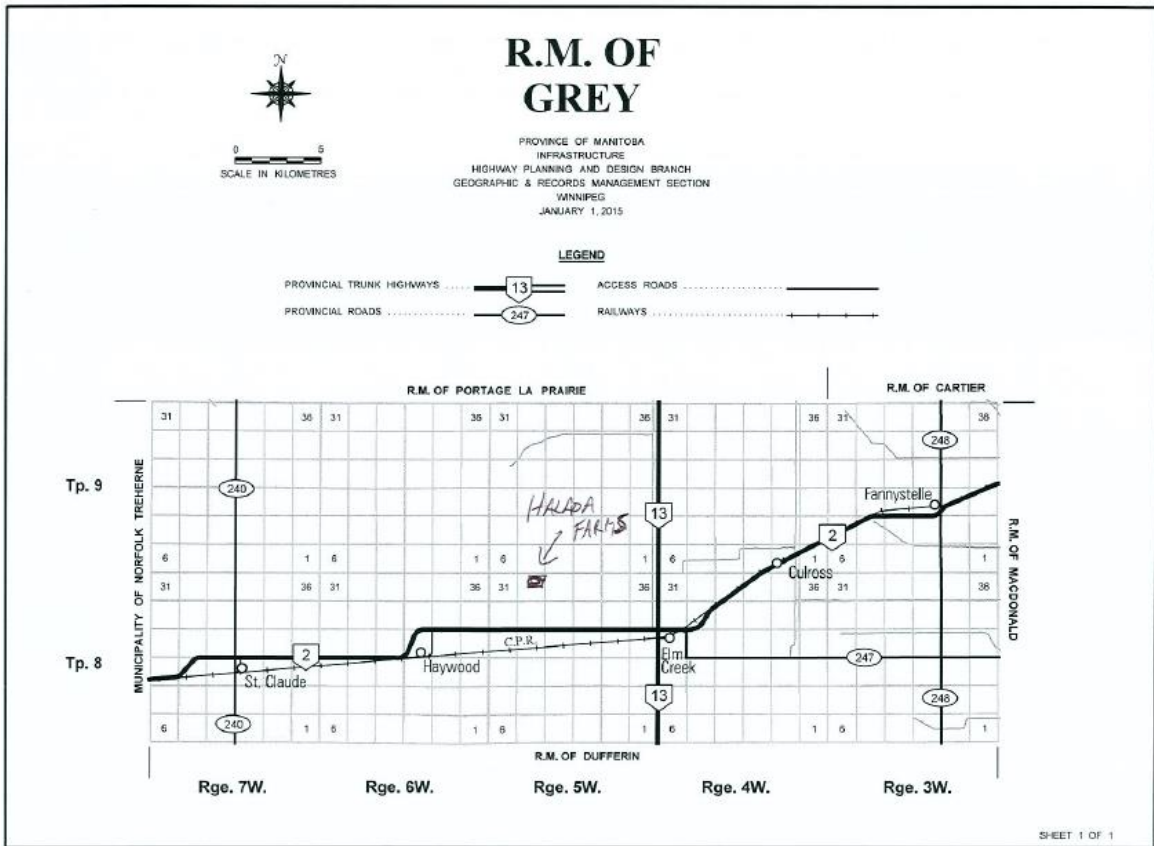 R.M. OF
GREY
N
0 5
SCALE IN KILOMETRES
PROVINCE OF MANITOBA
INFRASTRUCTURE
HIGHWAY PLANNING AND DESIGN BRANCH
GEOGRAPHIC & RECORDS MANAGEMENT SECTION
WINNIPEG
JANUARY 1, 2015
LEGEND
PROVINCIAL TRUNK HIGHWAYS ..... 13
ACCESS ROADS .....................
PROVINCIAL ROADS ................. 247
RAILWAYS ...........................
R.M. OF PORTAGE LA PRAIRIE
R.M. OF CARTIER
31 36 31 36 31 36 31 36 31 36
248
Tp. 9
MUNICIPALITY OF NORFOLK TREHERNE
240
Fannystelle
HALADA
FARMS
13
2
R.M. OF MACDONALD
6 1 6 1 6 1 6 1 6 1
Culross
31 36 31 36 31 36 31 36 31 36
C.P.R.
Elm
Creek
Tp. 8
2
Haywood
247
St. Claude
13
248
240
6 1 6 1 6 1 6 1 6 1
R.M. OF DUFFERIN
Rge. 7W. Rge. 6W. Rge. 5W. Rge. 4W. Rge. 3W.
SHEET 1 OF 1